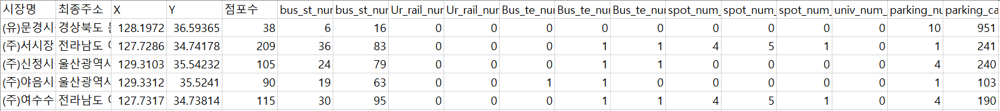 시장명 최종주소 X Y 점포수 bus_st_nur bus_st_nur Ur_rail_nur Ur_rail_nur Bus_te_nu Bus_te_nu Bus_te_nu spot_num_ spot_num_ spot_num_ univ_num_ parking_nu parking_ca
(유)문경시 경상북도 128.1972 36.59365 38 6 16 0 0 0 0 0 0 0 0 0 10 951
(주)서시장 전라남도 127.7286 34.74178 209 36 83 0 0 0 1 1 4 5 1 0 1 241
(주)신정시 울산광역시 129.3103 35.54232 105 24 79 0 0 0 1 1 0 0 0 0 4 240
(주)야음시 울산광역시 129.3312 35.5241 90 19 63 0 0 1 1 0 0 0 0 0 1 103
(주)여수수 전라남도 127.7317 34.73814 115 30 95 0 0 0 1 1 4 5 1 0 4 190